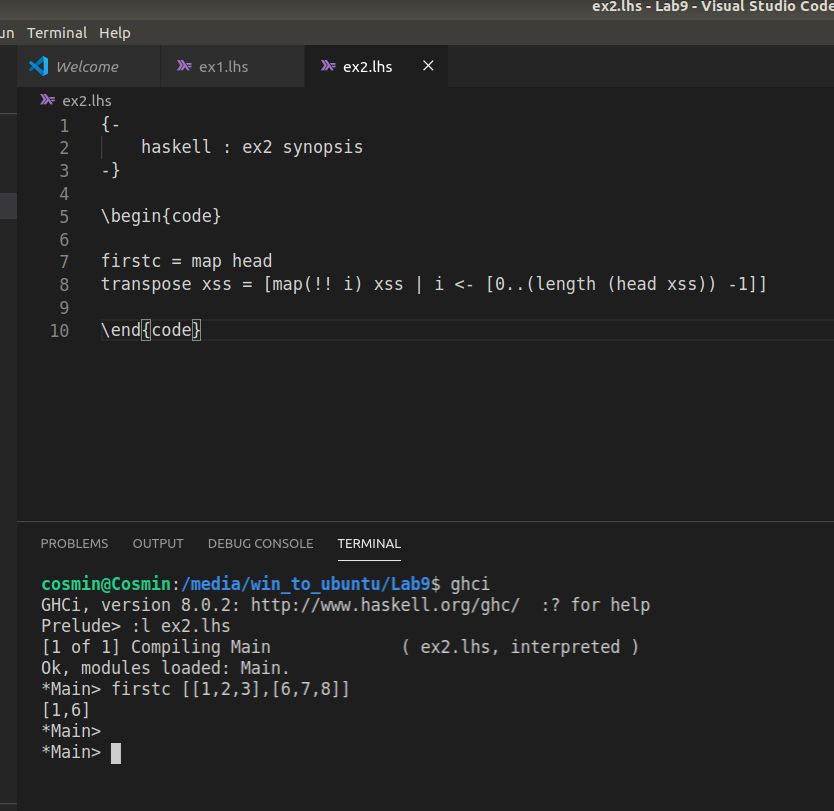 ex2.lhs - Lab9 - Visual Studio Code
un Terminal Help
Welcome ex1.lhs ex2.lhs ×
ex2.lhs
1 {-
2     haskell : ex2 synopsis
3 -}
4
5 \begin{code}
6
7 firstc = map head
8 transpose xss = [map(!! i) xss | i <- [0..(length (head xss)) -1]]
9
10 \end{code}
PROBLEMS OUTPUT DEBUG CONSOLE TERMINAL
cosmin@Cosmin:/media/win_to_ubuntu/Lab9$ ghci
GHCi, version 8.0.2: http://www.haskell.org/ghc/  :? for help
Prelude> :l ex2.lhs
[1 of 1] Compiling Main             ( ex2.lhs, interpreted )
Ok, modules loaded: Main.
*Main> firstc [[1,2,3],[6,7,8]]
[1,6]
*Main>
*Main>